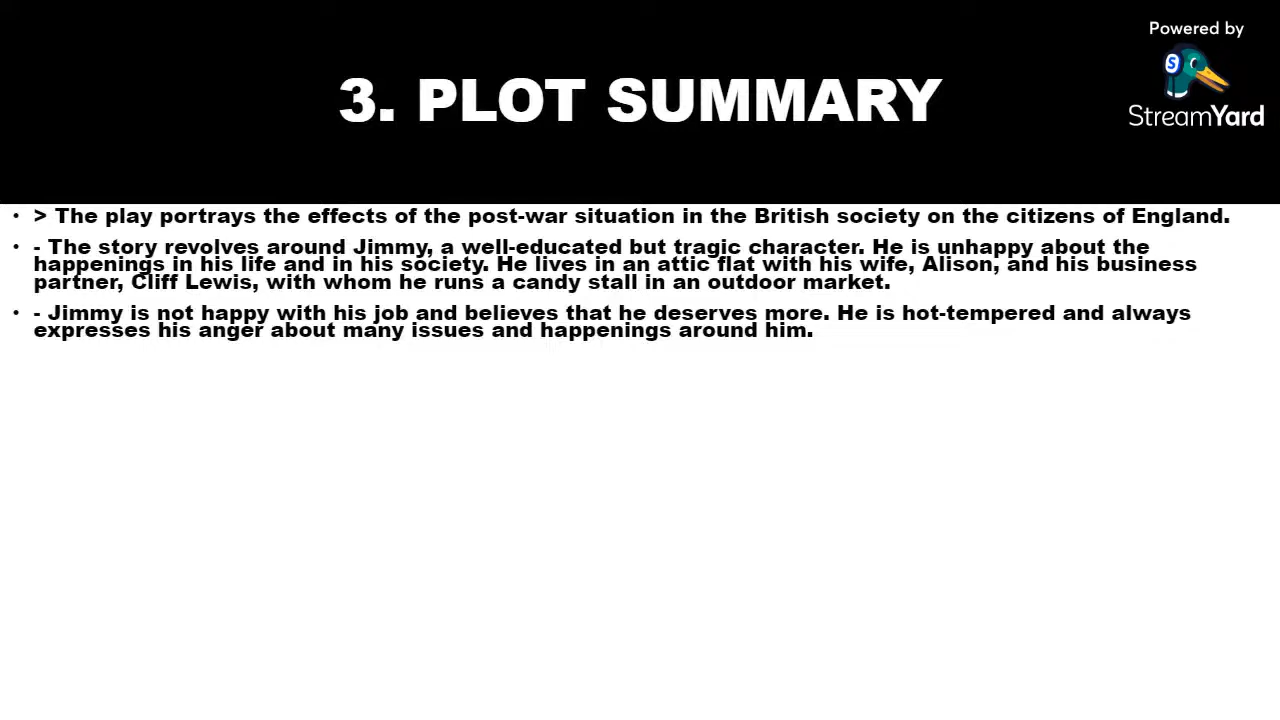 Powered by
S
StreamYard
3. PLOT SUMMARY
• > The play portrays the effects of the post-war situation in the British society on the citizens of England.
• - The story revolves around Jimmy, a well-educated but tragic character. He is unhappy about the
happenings in his life and in his society. He lives in an attic flat with his wife, Alison, and his business
partner, Cliff Lewis, with whom he runs a candy stall in an outdoor market.
• - Jimmy is not happy with his job and believes that he deserves more. He is hot-tempered and always
expresses his anger about many issues and happenings around him.